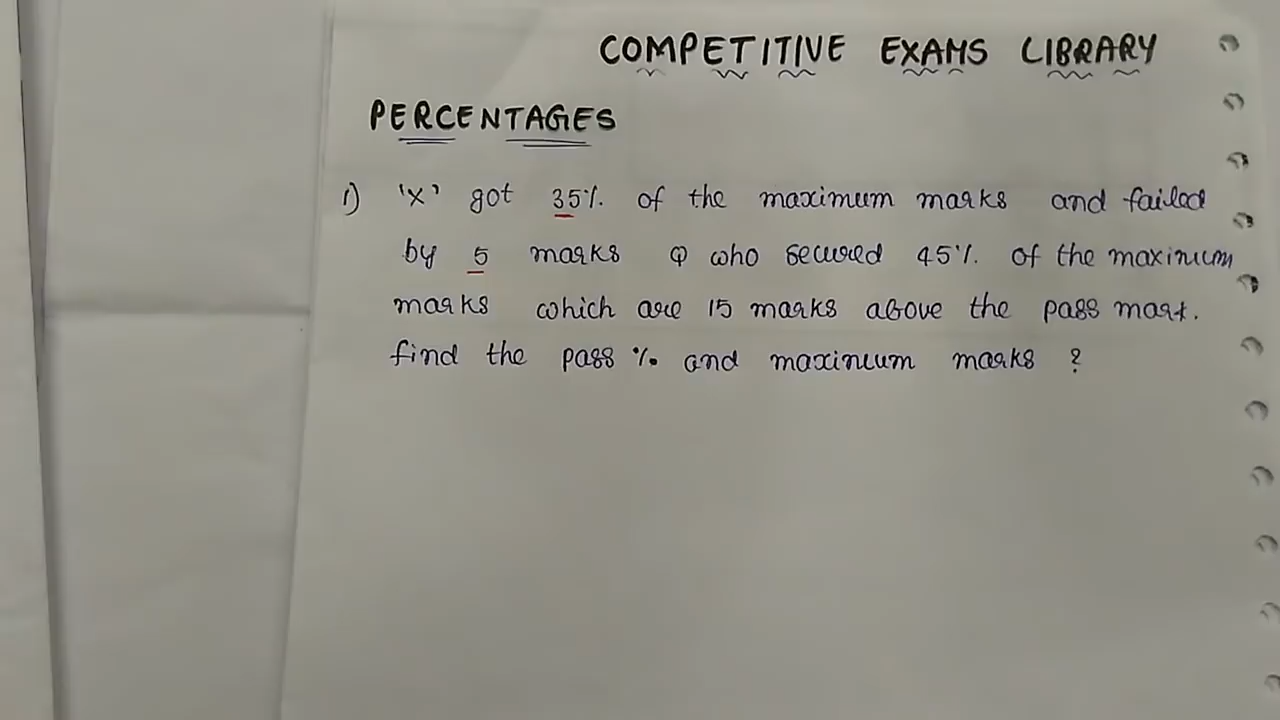 COMPETITIVE EXAMS LIBRARY
PERCENTAGES
1) 'X' got 35% of the maximum marks and failed
by 5 marks Q who secured 45% of the maximum
marks which are 15 marks above the pass mark.
find the pass % and maximum marks ?